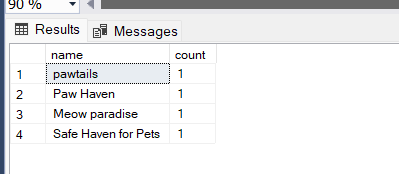 90 %
Results Messages
name count
1 pawtails 1
2 Paw Haven 1
3 Meow paradise 1
4 Safe Haven for Pets 1